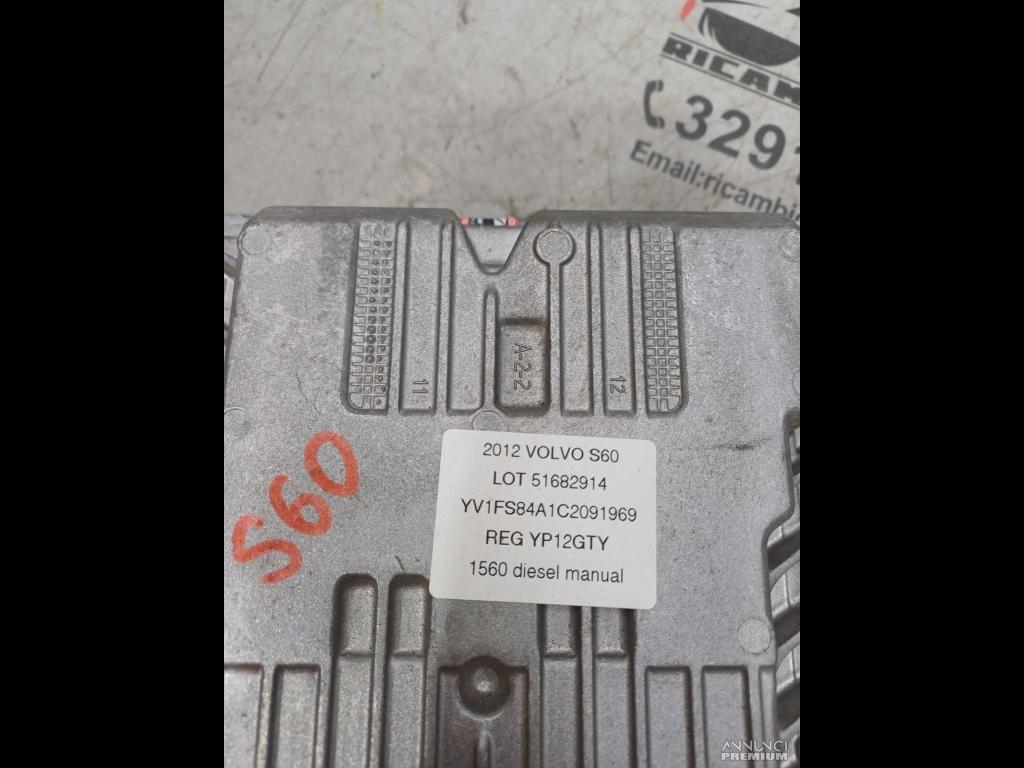 RICAM
329
Email:ricambi
A-2-2
11
12
S60
2012 VOLVO S60
LOT 51682914
YV1FS84A1C2091969
REG YP12GTY
1560 diesel manual
ANNUNCI
PREMIUM